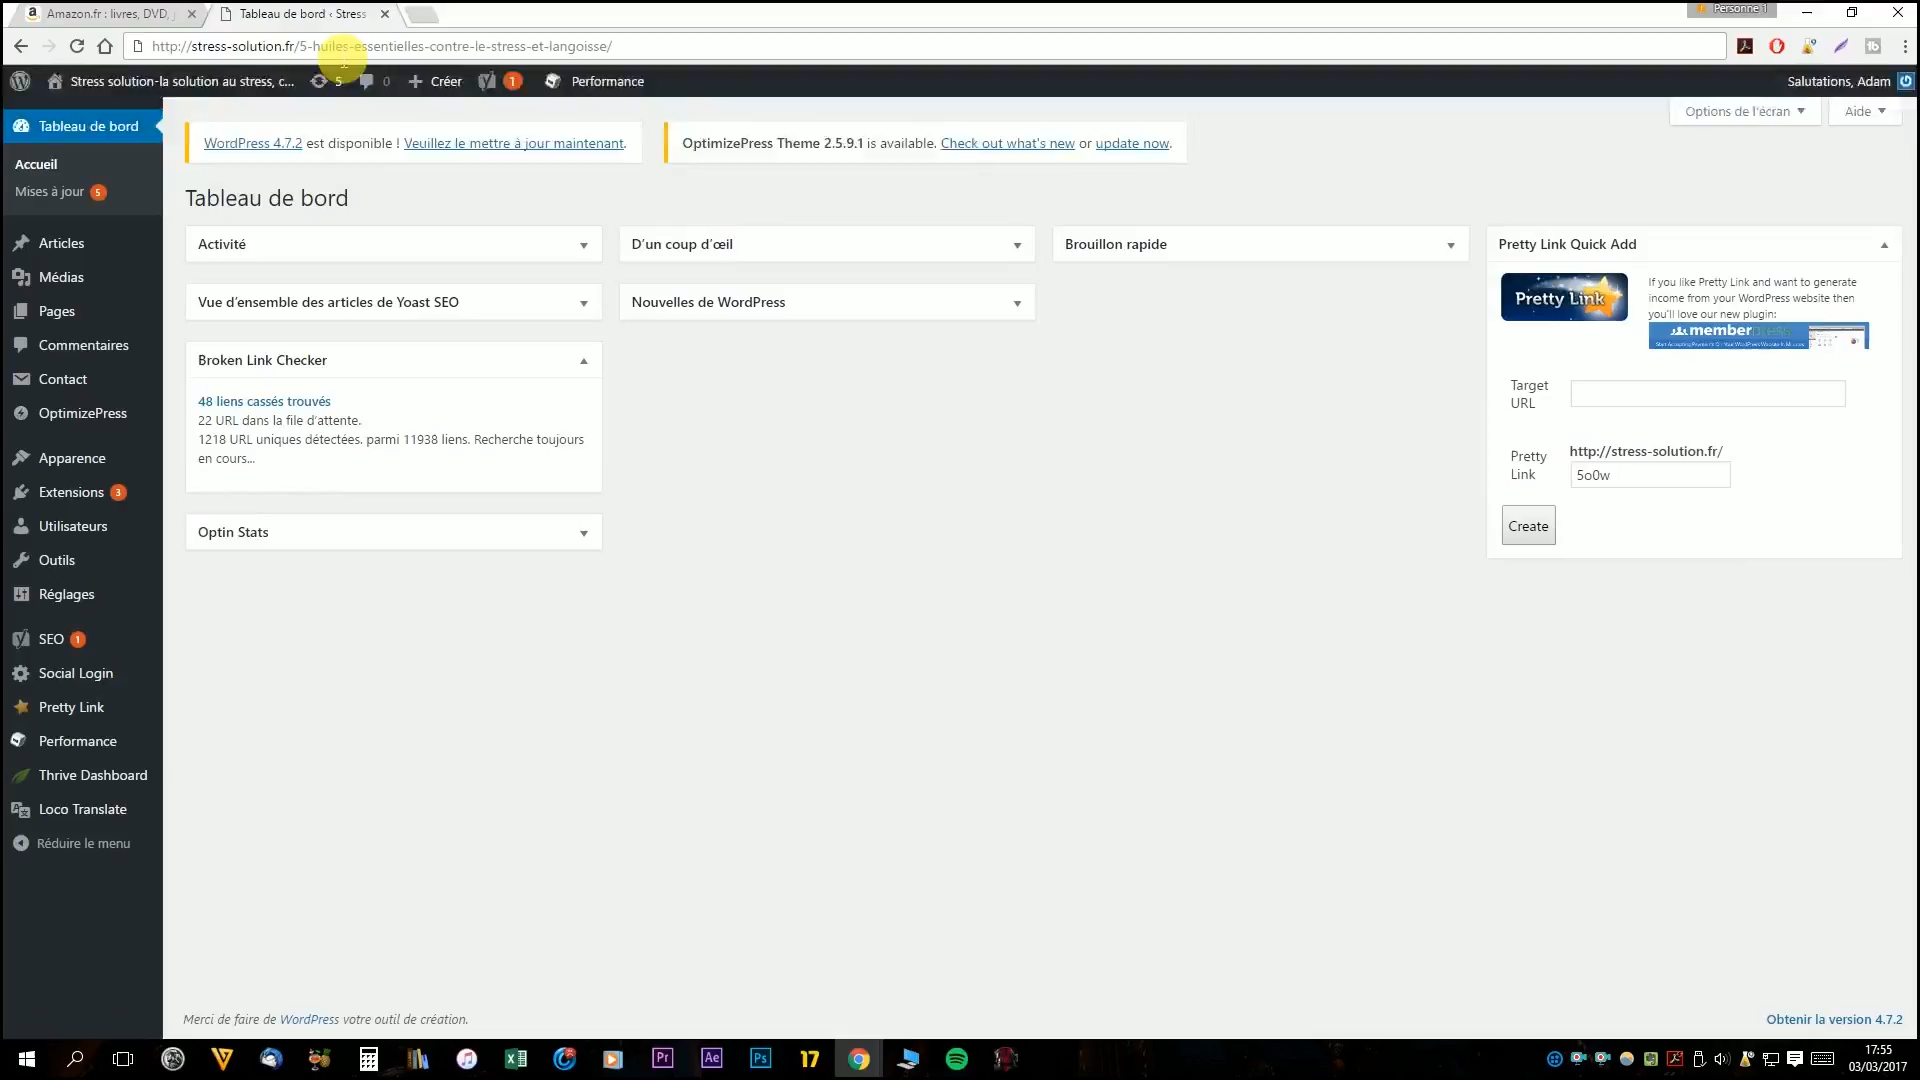 Amazon.fr : livres, DVD, j
Tableau de bord ‹ Stress
Personne 1
http://stress-solution.fr/5-huiles-essentielles-contre-le-stress-et-langoisse/
Stress solution-la solution au stress, c...
5
0
Créer
1
Performance
Salutations, Adam
Tableau de bord
Options de l'écran
Aide
WordPress 4.7.2 est disponible ! Veuillez le mettre à jour maintenant.
OptimizePress Theme 2.5.9.1 is available. Check out what's new or update now.
Accueil
Mises à jour 5
Tableau de bord
Articles
Médias
Pages
Commentaires
Contact
OptimizePress
Apparence
Extensions 3
Utilisateurs
Outils
Réglages
SEO 1
Social Login
Pretty Link
Performance
Thrive Dashboard
Loco Translate
Réduire le menu
Activité
Vue d’ensemble des articles de Yoast SEO
Broken Link Checker
48 liens cassés trouvés
22 URL dans la file d’attente.
1218 URL uniques détectées. parmi 11938 liens. Recherche toujours
en cours...
Optin Stats
D’un coup d’œil
Nouvelles de WordPress
Brouillon rapide
Pretty Link Quick Add
Pretty Link
If you like Pretty Link and want to generate
income from your WordPress website then
you'll love our new plugin:
memberpress
Target
URL
Pretty
Link
http://stress-solution.fr/
5o0w
Create
Merci de faire de WordPress votre outil de création.
Obtenir la version 4.7.2
Pr
Ae
Ps
17
17:55
03/03/2017